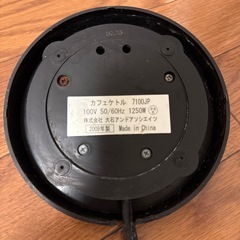 カフェケトル 7100JP
100V 50/60Hz 1250W
株式会社 大石アンドアソシエイツ
2009年製 Made in China